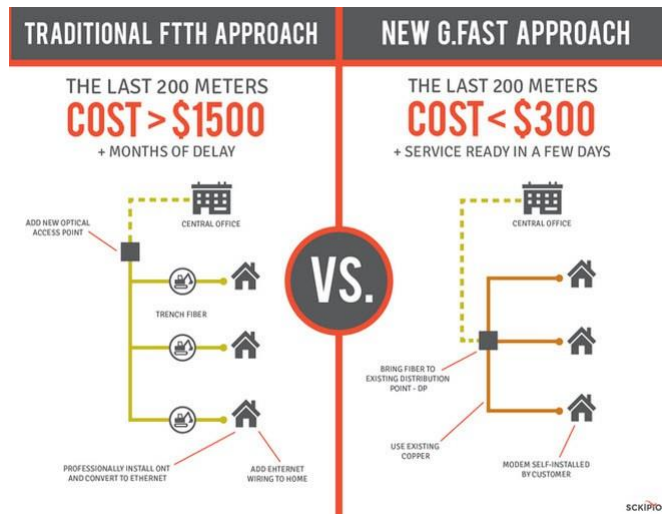 TRADITIONAL FTTH APPROACH
THE LAST 200 METERS
COST > $1500
+ MONTHS OF DELAY
ADD NEW OPTICAL
ACCESS POINT
CENTRAL OFFICE
TRENCH FIBER
PROFESSIONALLY INSTALL ONT
AND CONVERT TO ETHERNET
ADD EHTERNET
WIRING TO HOME
VS.
NEW G.FAST APPROACH
THE LAST 200 METERS
COST < $300
+ SERVICE READY IN A FEW DAYS
CENTRAL OFFICE
BRING FIBER TO
EXISTING DISTRIBUTION
POINT - DP
USE EXISTING
COPPER
MODEM SELF-INSTALLED
BY CUSTOMER
SCKIPIO